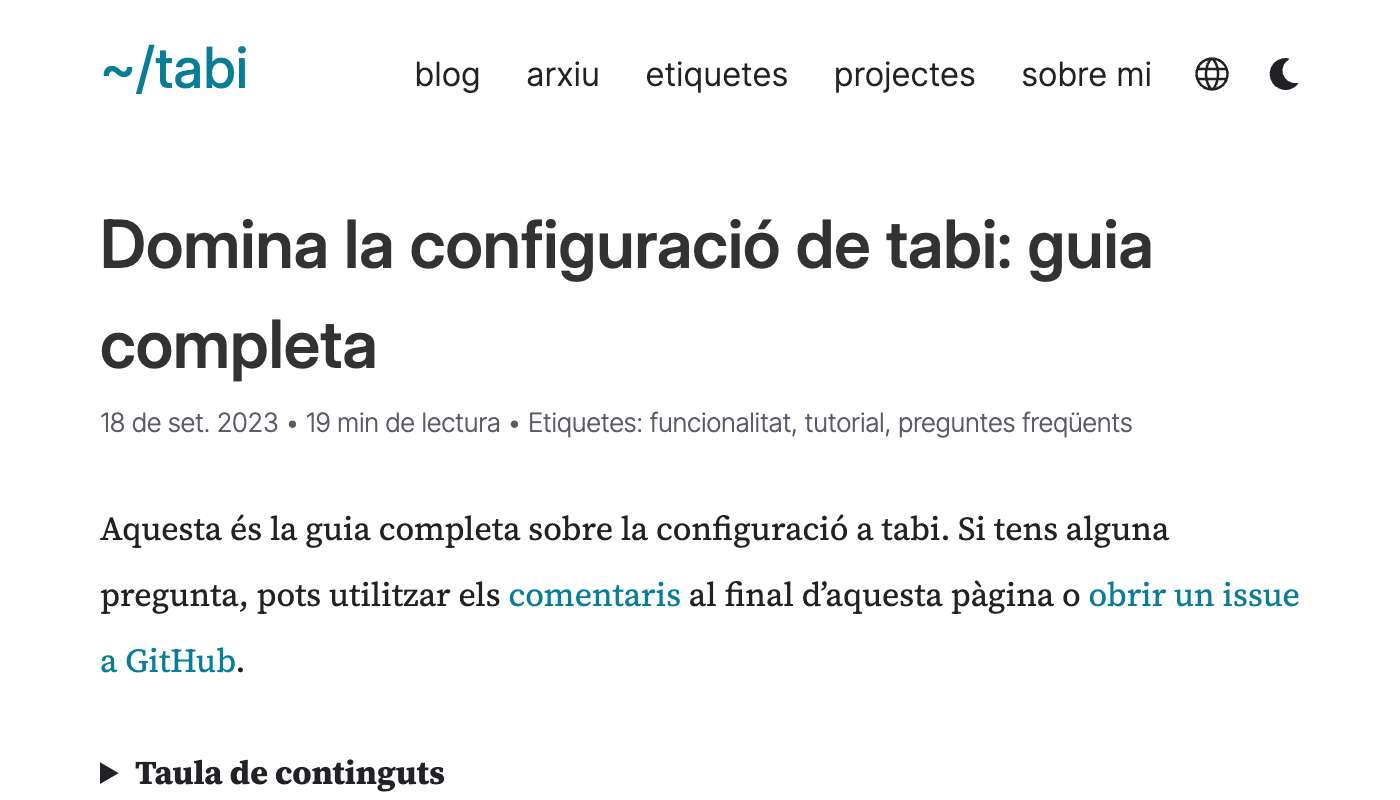 ~/tabi
blog arxiu etiquetes projectes sobre mi
Domina la configuració de tabi: guia
completa
18 de set. 2023 • 19 min de lectura • Etiquetes: funcionalitat, tutorial, preguntes freqüents
Aquesta és la guia completa sobre la configuració a tabi. Si tens alguna
pregunta, pots utilitzar els comentaris al final d’aquesta pàgina o obrir un issue
a GitHub.
Taula de continguts